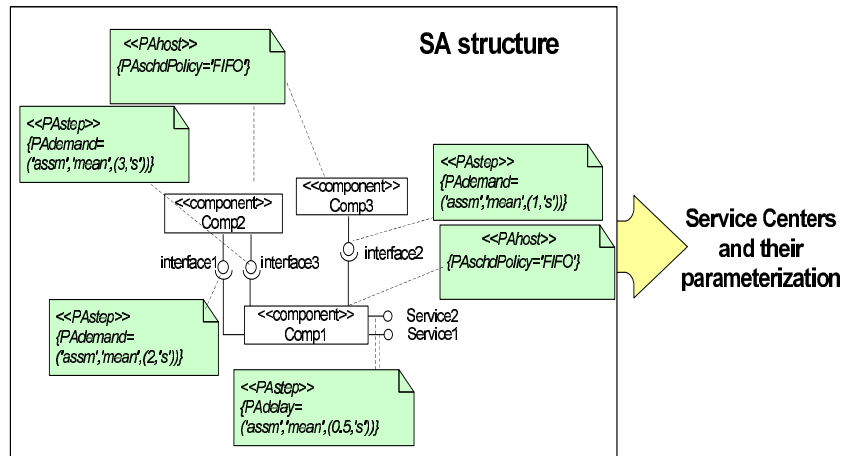 SA structure
<<PAhost>>
{PAschdPolicy='FIFO'}
<<PAstep>>
{PAdemand=
('assm','mean',(3,'s'))}
<<PAstep>>
{PAdemand=
('assm','mean',(1,'s'))}
<<component>>
Comp2
<<component>>
Comp3
<<PAhost>>
{PAschdPolicy='FIFO'}
interface1
interface3
interface2
<<PAstep>>
{PAdemand=
('assm','mean',(2,'s'))}
<<component>>
Comp1
Service2
Service1
<<PAstep>>
{PAdelay=
('assm','mean',(0.5,'s'))}
Service Centers
and their
parameterization